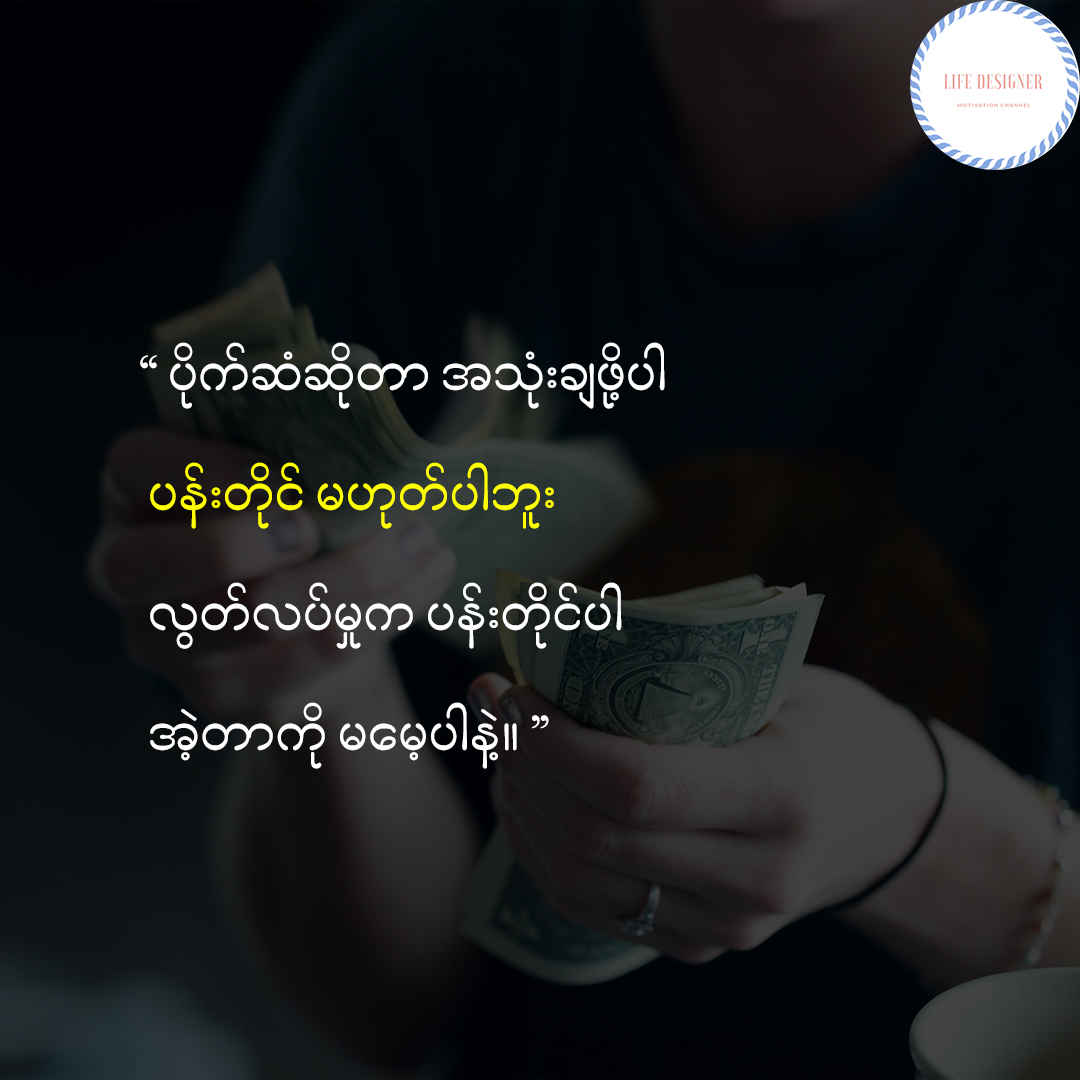 LIFE DESIGNER
MOTIVATION CHANNEL
“ ပိုက်ဆံဆိုတာ အသုံးချဖို့ပါ
ပန်းတိုင် မဟုတ်ပါဘူး
လွတ်လပ်မှုက ပန်းတိုင်ပါ
အဲ့တာကို မမေ့ပါနဲ့။ ”